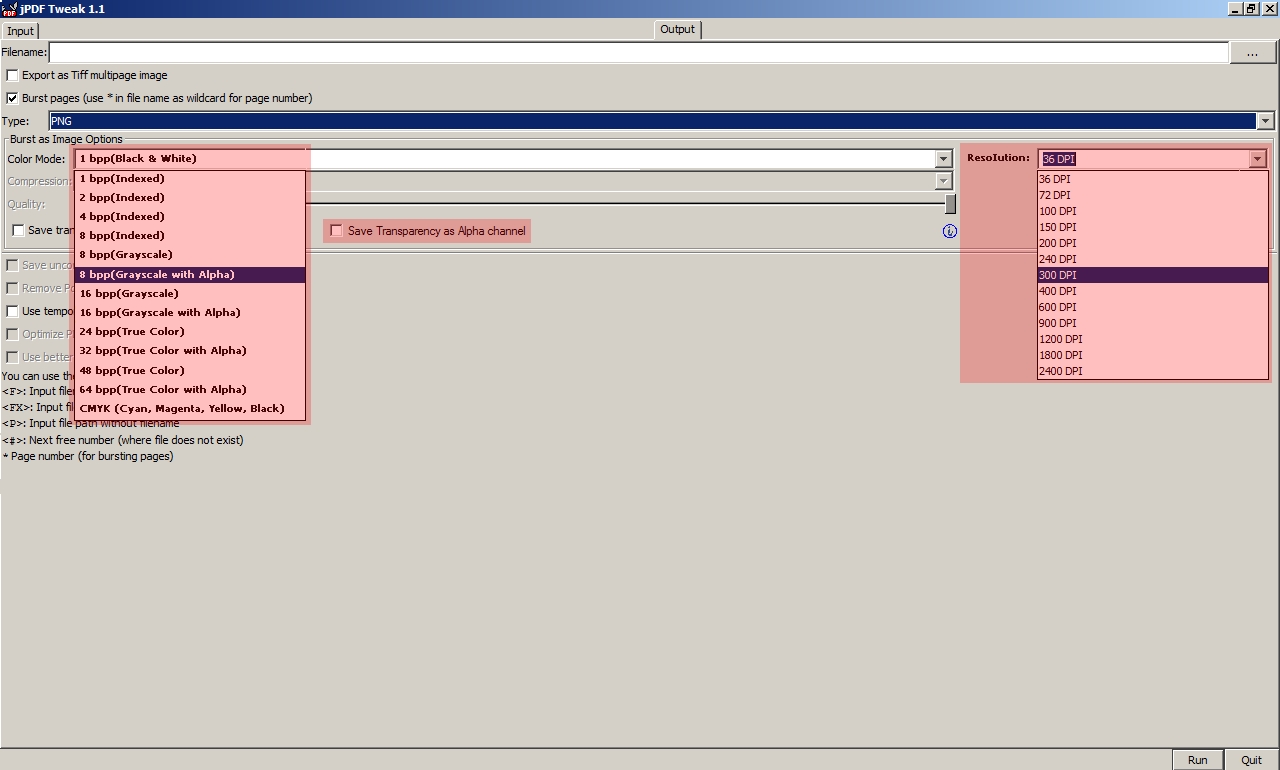 jPDF Tweak 1.1
Input
Output
Filename:
...
Export as Tiff multipage image
Burst pages (use * in file name as wildcard for page number)
Type: PNG
Burst as Image Options
Color Mode: 1 bpp(Black & White)
Resolution: 36 DPI
Compression:
Quality:
Save tran
1 bpp(Indexed)
2 bpp(Indexed)
4 bpp(Indexed)
8 bpp(Indexed)
8 bpp(Grayscale)
8 bpp(Grayscale with Alpha)
16 bpp(Grayscale)
16 bpp(Grayscale with Alpha)
24 bpp(True Color)
32 bpp(True Color with Alpha)
48 bpp(True Color)
64 bpp(True Color with Alpha)
CMYK (Cyan, Magenta, Yellow, Black)
Save Transparency as Alpha channel
36 DPI
72 DPI
100 DPI
150 DPI
200 DPI
240 DPI
300 DPI
400 DPI
600 DPI
900 DPI
1200 DPI
1800 DPI
2400 DPI
Save unco
Remove P
Use tempo
Optimize P
Use better
You can use the
<F>: Input file
<FX>: Input fi
<P>: Input file path without filename
<#>: Next free number (where file does not exist)
* Page number (for bursting pages)
Run
Quit